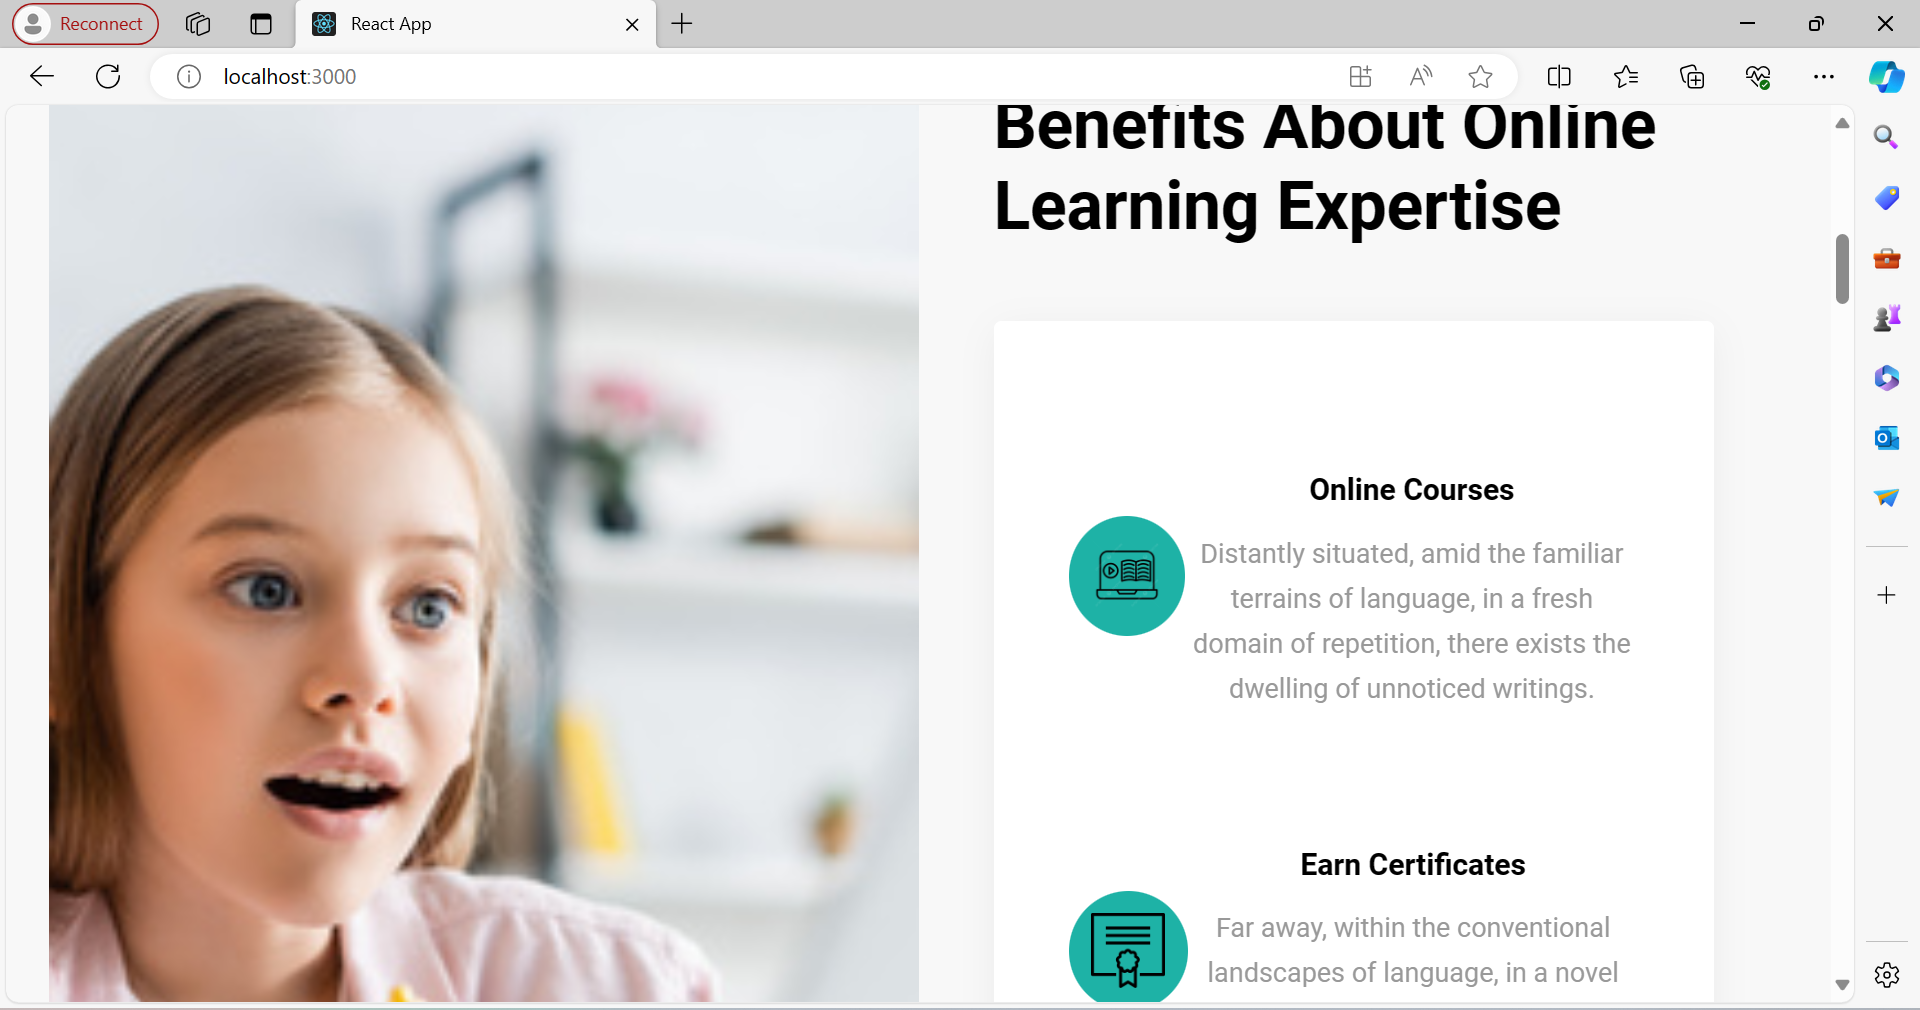 Reconnect
React App
localhost:3000
Benefits About Online
Learning Expertise
Online Courses
Distantly situated, amid the familiar
terrains of language, in a fresh
domain of repetition, there exists the
dwelling of unnoticed writings.
Earn Certificates
Far away, within the conventional
landscapes of language, in a novel